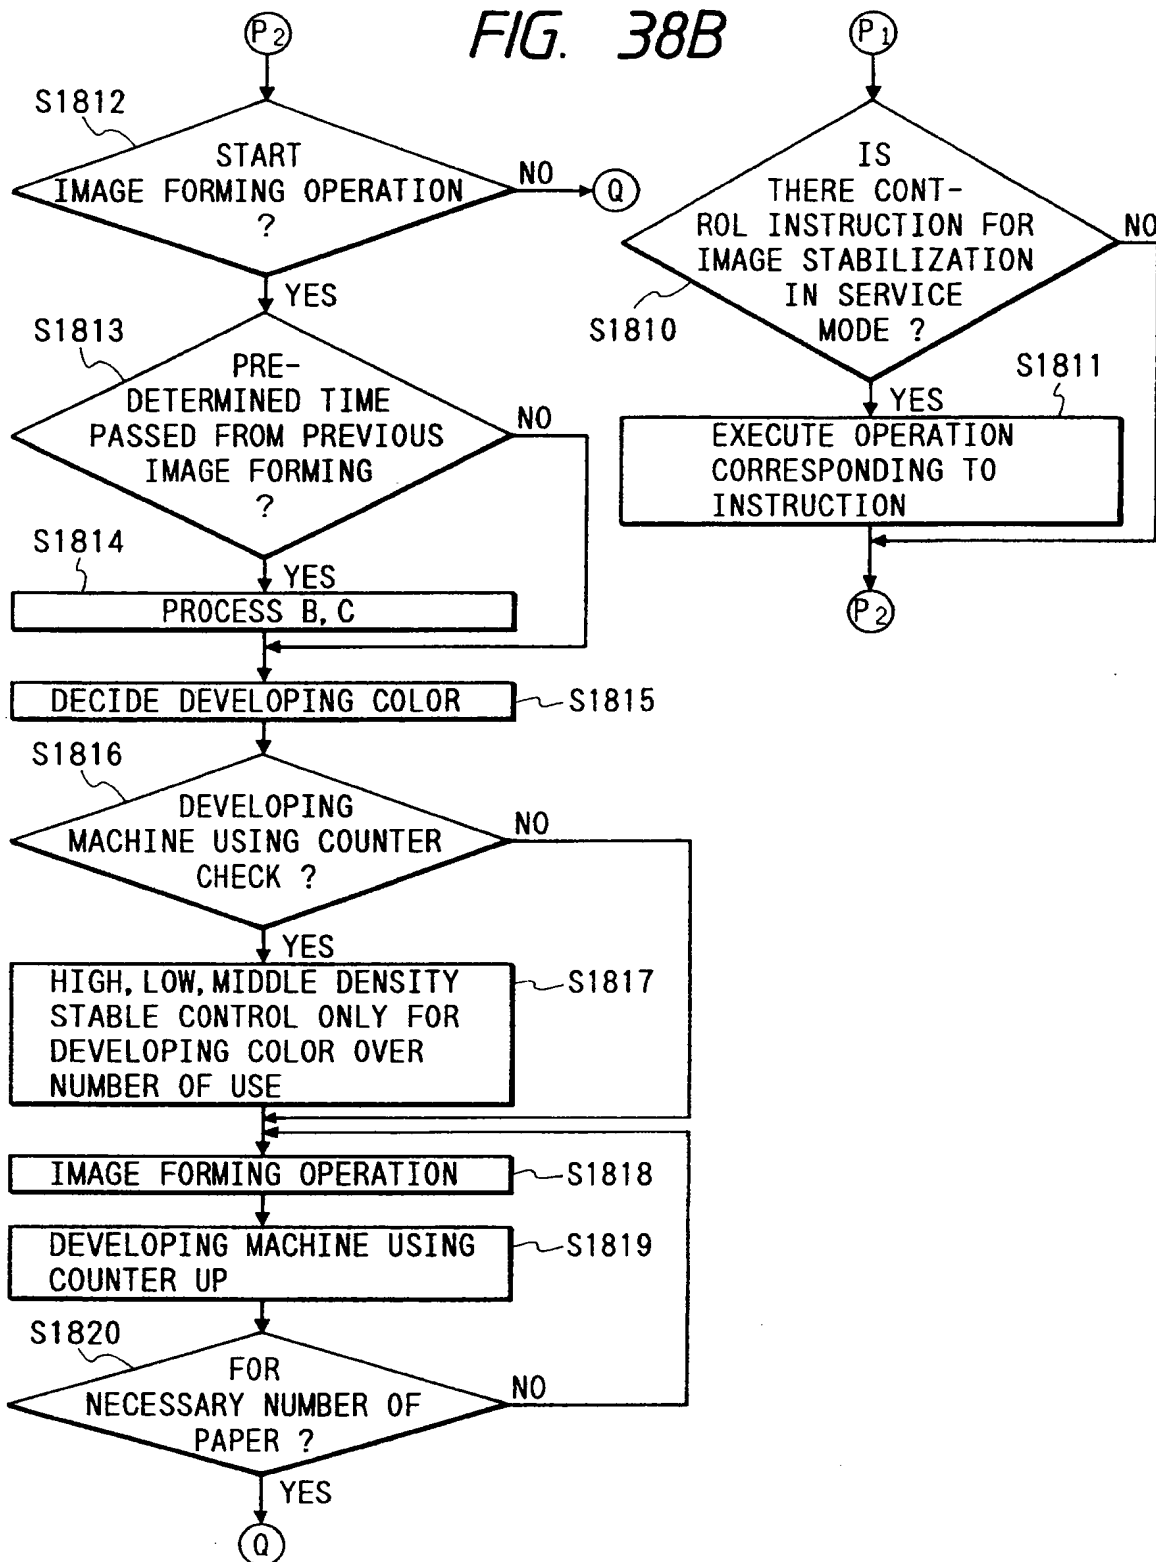 FIG. 38B
P2
S1812
START
IMAGE FORMING OPERATION
?
NO
Q
YES
S1813
PRE-
DETERMINED TIME
PASSED FROM PREVIOUS
IMAGE FORMING
?
NO
YES
S1814
PROCESS B, C
DECIDE DEVELOPING COLOR
S1815
S1816
DEVELOPING
MACHINE USING COUNTER
CHECK ?
NO
YES
HIGH, LOW, MIDDLE DENSITY
STABLE CONTROL ONLY FOR
DEVELOPING COLOR OVER
NUMBER OF USE
S1817
IMAGE FORMING OPERATION
S1818
DEVELOPING MACHINE USING
COUNTER UP
S1819
S1820
FOR
NECESSARY NUMBER OF
PAPER ?
NO
YES
Q
P1
IS
THERE CONT-
ROL INSTRUCTION FOR
IMAGE STABILIZATION
IN SERVICE
MODE ?
NO
S1810
YES
S1811
EXECUTE OPERATION
CORRESPONDING TO
INSTRUCTION
P2